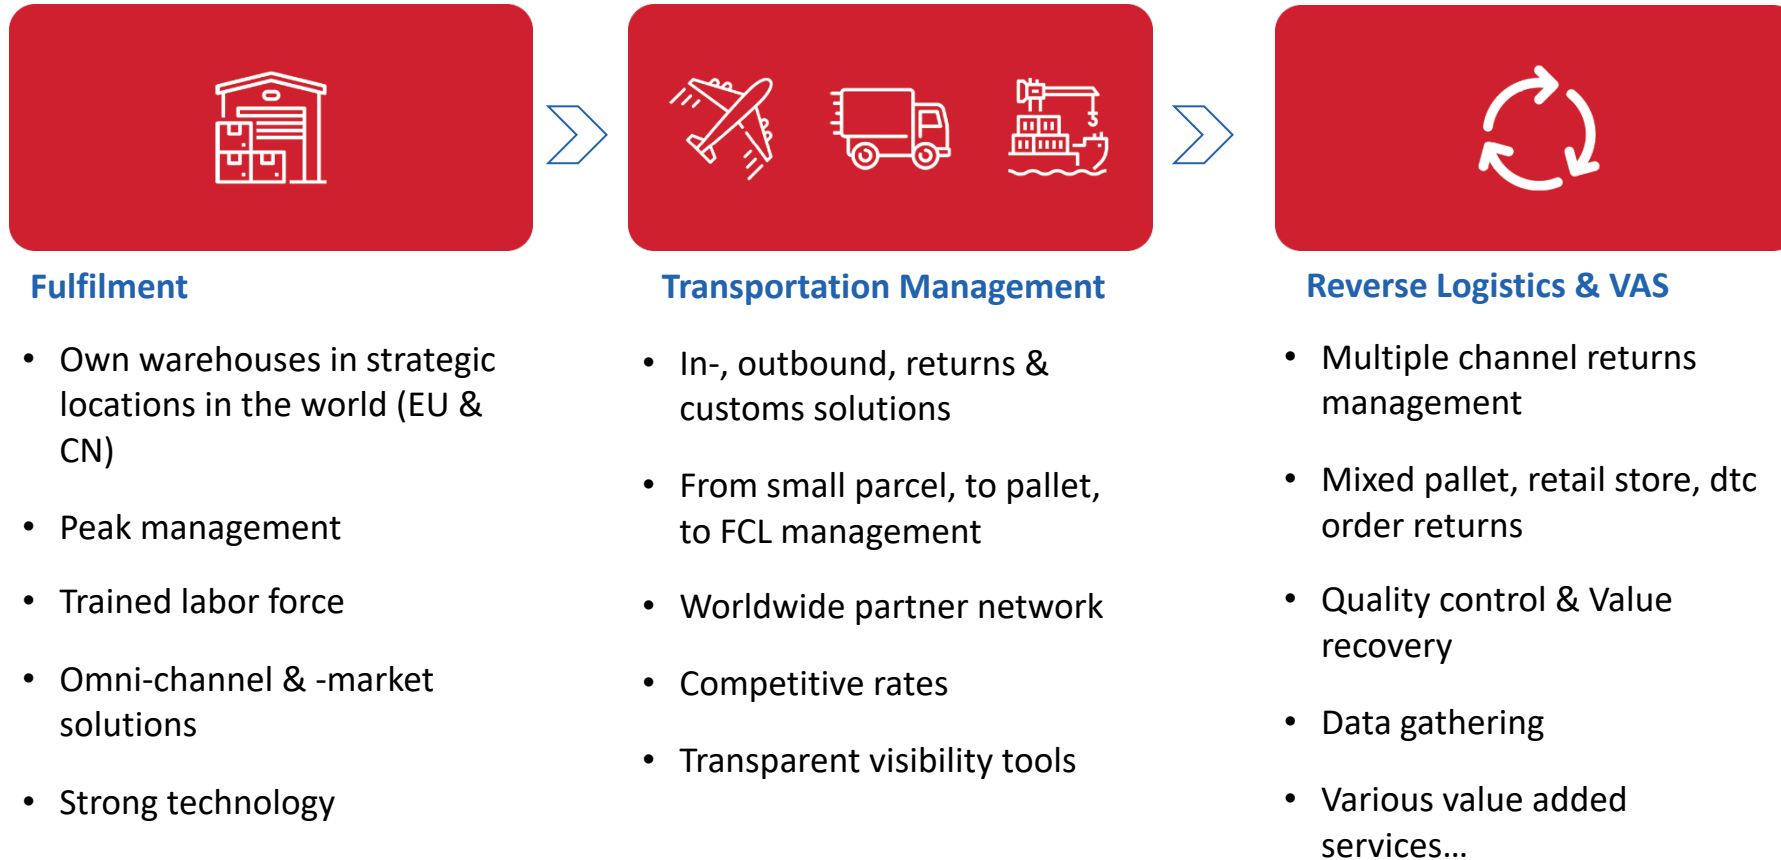 Fulfilment
• Own warehouses in strategic
locations in the world (EU &
CN)
• Peak management
• Trained labor force
• Omni-channel & -market
solutions
• Strong technology
Transportation Management
• In-, outbound, returns &
customs solutions
• From small parcel, to pallet,
to FCL management
• Worldwide partner network
• Competitive rates
• Transparent visibility tools
Reverse Logistics & VAS
• Multiple channel returns
management
• Mixed pallet, retail store, dtc
order returns
• Quality control & Value
recovery
• Data gathering
• Various value added
services…